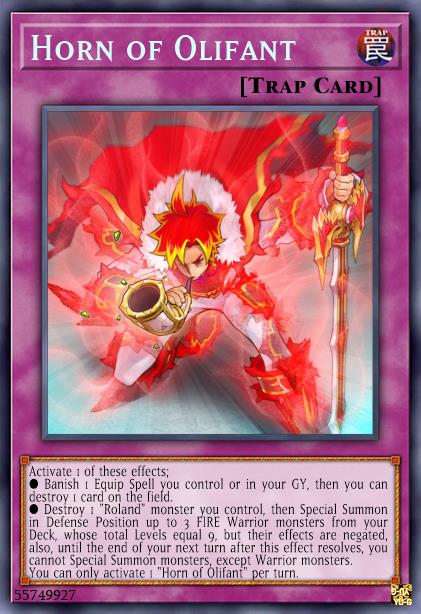 Horn of Olifant
TRAP
罠
[Trap Card]
Activate 1 of these effects;
● Banish 1 Equip Spell you control or in your GY, then you can
destroy 1 card on the field.
● Destroy 1 "Roland" monster you control, then Special Summon
in Defense Position up to 3 FIRE Warrior monsters from your
Deck, whose total Levels equal 9, but their effects are negated,
also, until the end of your next turn after this effect resolves, you
cannot Special Summon monsters, except Warrior monsters.
You can only activate 1 "Horn of Olifant" per turn.
55749927